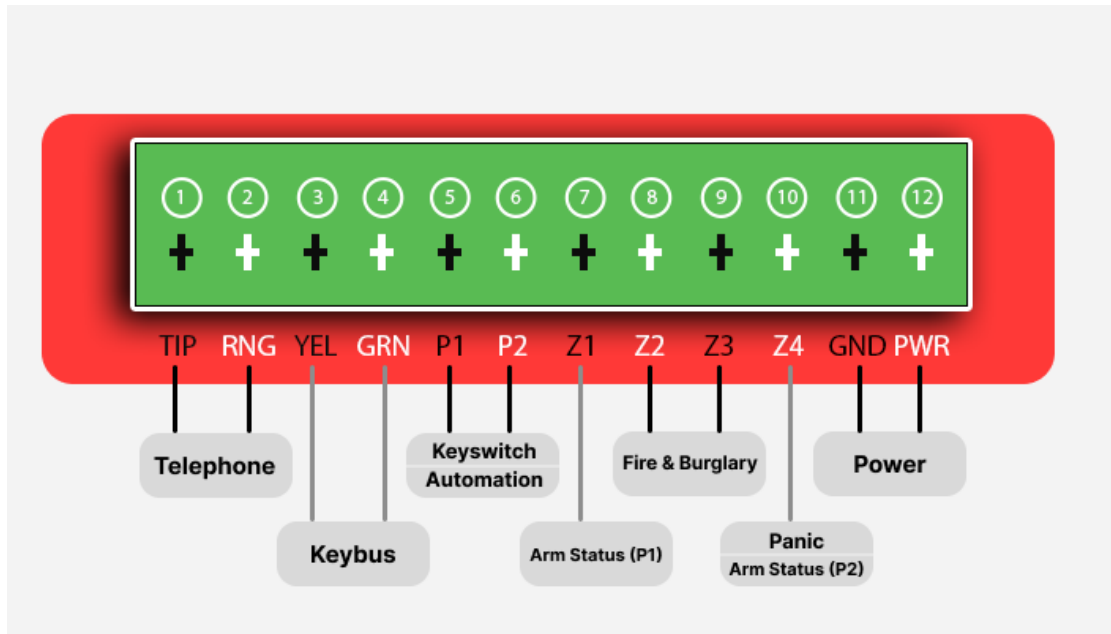 1 2 3 4 5 6 7 8 9 10 11 12
TIP RNG YEL GRN P1 P2 Z1 Z2 Z3 Z4 GND PWR
Telephone
Keyswitch
Automation
Fire & Burglary
Power
Keybus
Arm Status (P1)
Panic
Arm Status (P2)